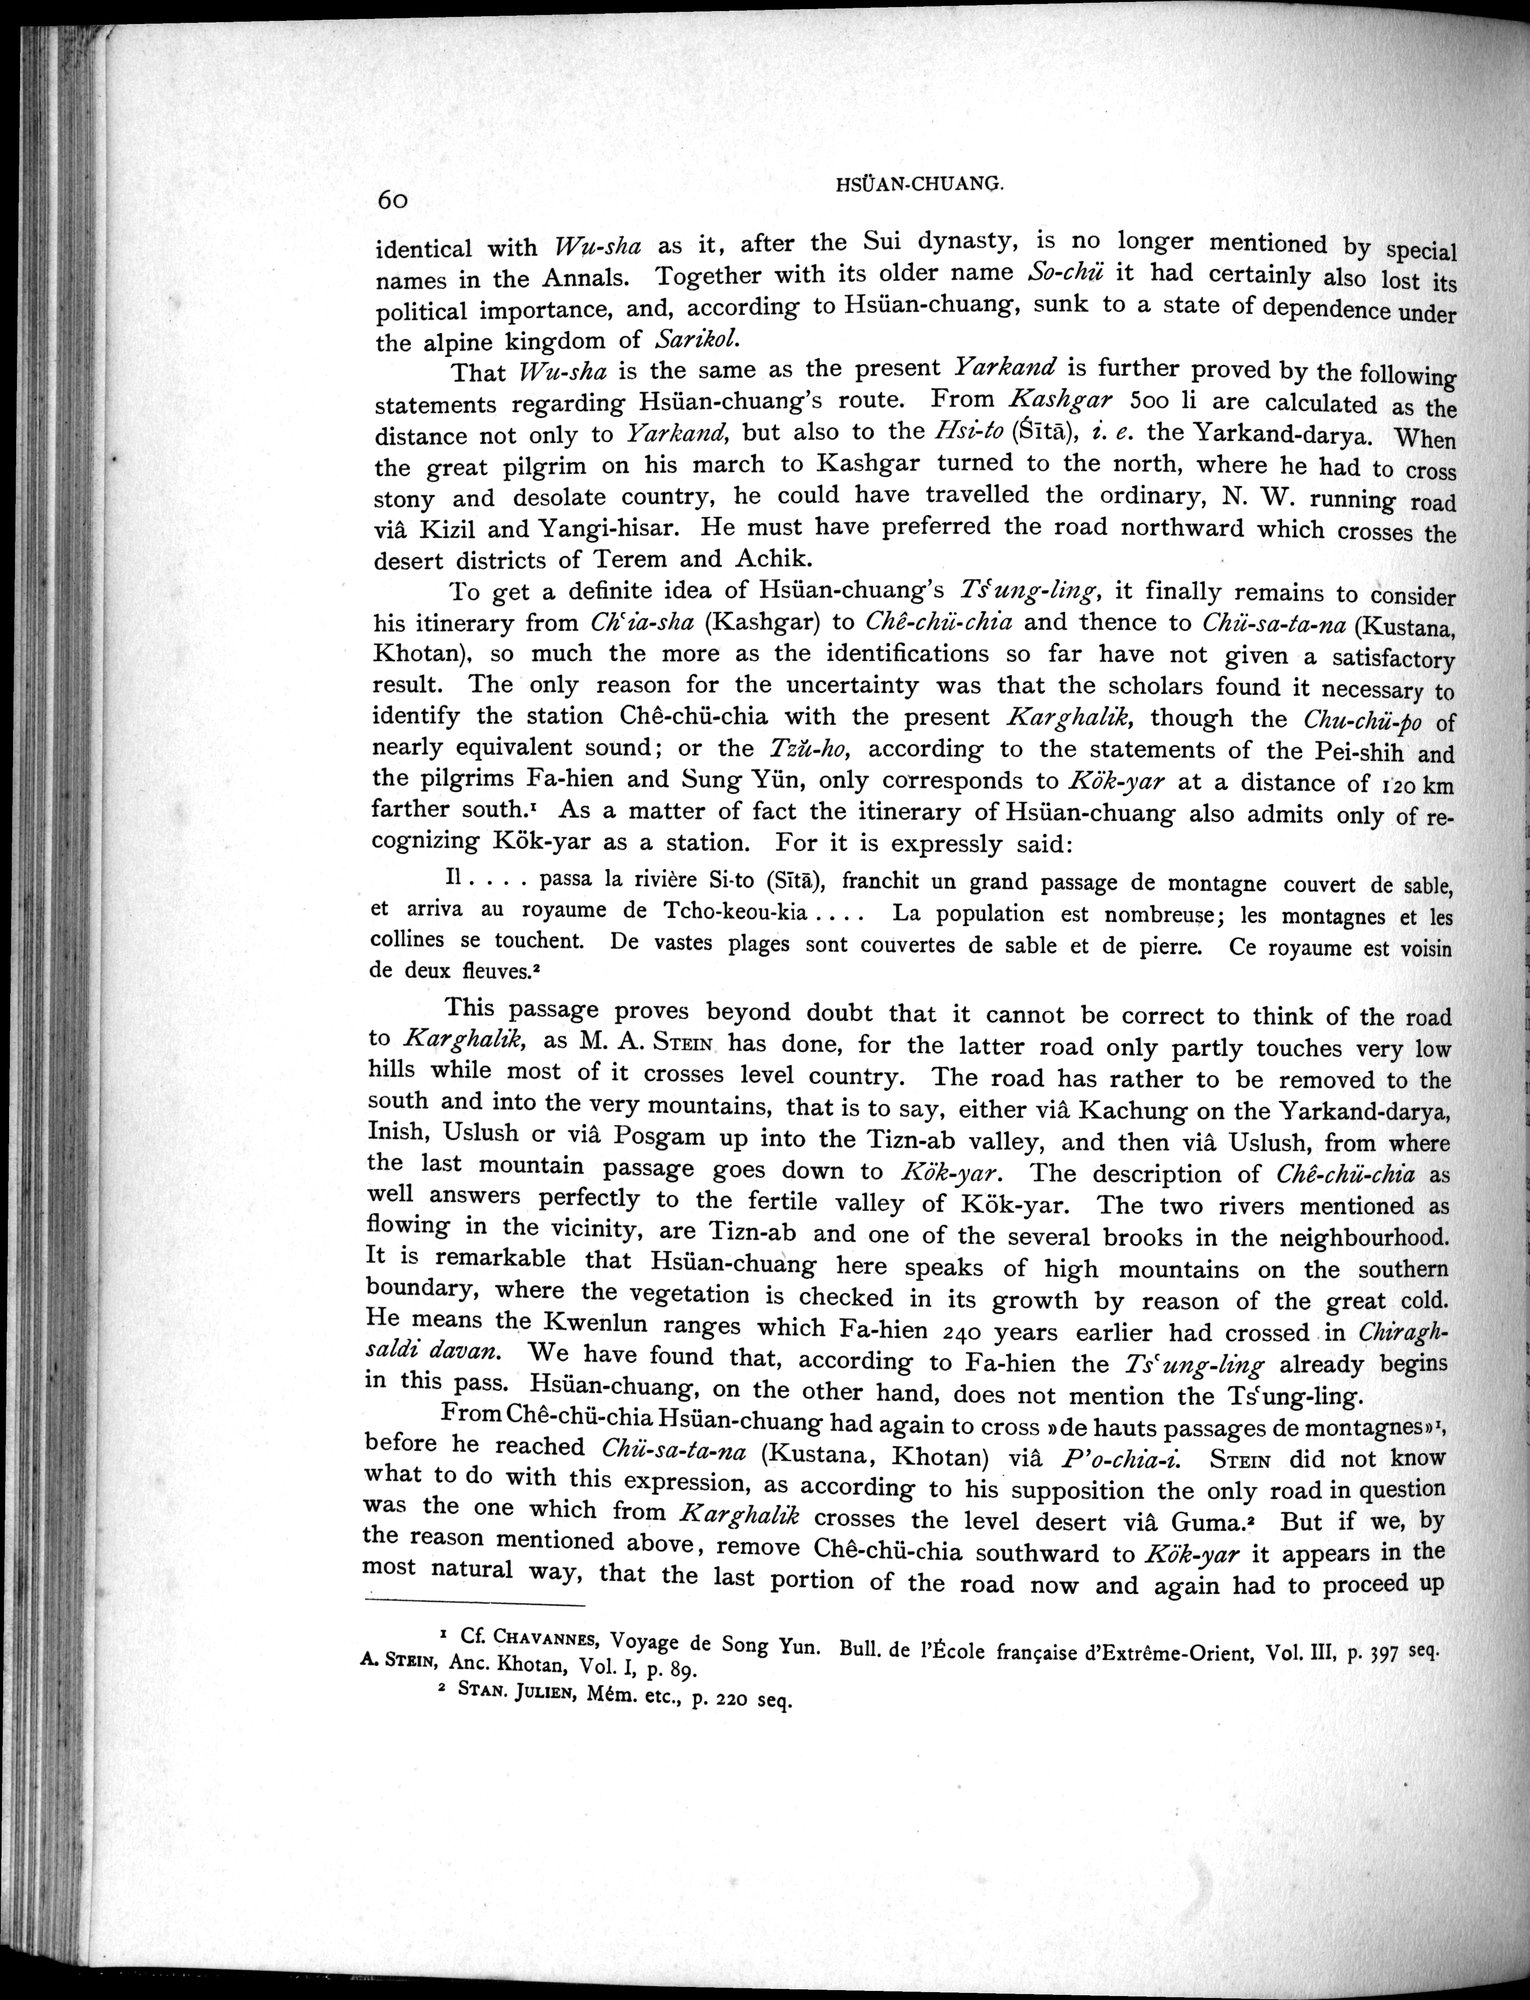 60
HSÜAN-CHUANG.
identical with Wu-sha as it, after the Sui dynasty, is no longer mentioned by special
names in the Annals. Together with its older name So-chü it had certainly also lost its
political importance, and, according to Hsüan-chuang, sunk to a state of dependence under
the alpine kingdom of Sarikol.
That Wu-sha is the same as the present Yarkand is further proved by the following
statements regarding Hsüan-chuang's route. From Kashgar 500 li are calculated as the
distance not only to Yarkand, but also to the Hsi-to (Śītā), i. e. the Yarkand-darya. When
the great pilgrim on his march to Kashgar turned to the north, where he had to cross
stony and desolate country, he could have travelled the ordinary, N. W. running road
viâ Kizil and Yangi-hisar. He must have preferred the road northward which crosses the
desert districts of Terem and Achik.
To get a definite idea of Hsüan-chuang's Tsʿung-ling, it finally remains to consider
his itinerary from Chʿia-sha (Kashgar) to Chê-chü-chia and thence to Chü-sa-ta-na (Kustana,
Khotan), so much the more as the identifications so far have not given a satisfactory
result. The only reason for the uncertainty was that the scholars found it necessary to
identify the station Chê-chü-chia with the present Karghalik, though the Chu-chü-po of
nearly equivalent sound; or the Tzŭ-ho, according to the statements of the Pei-shih and
the pilgrims Fa-hien and Sung Yün, only corresponds to Kök-yar at a distance of 120 km
farther south.¹ As a matter of fact the itinerary of Hsüan-chuang also admits only of re-
cognizing Kök-yar as a station. For it is expressly said:
Il . . . . passa la rivière Si-to (Sītā), franchit un grand passage de montagne couvert de sable,
et arriva au royaume de Tcho-keou-kia . . . . La population est nombreuse; les montagnes et les
collines se touchent. De vastes plages sont couvertes de sable et de pierre. Ce royaume est voisin
de deux fleuves.²
This passage proves beyond doubt that it cannot be correct to think of the road
to Karghalik, as M. A. STEIN has done, for the latter road only partly touches very low
hills while most of it crosses level country. The road has rather to be removed to the
south and into the very mountains, that is to say, either viâ Kachung on the Yarkand-darya,
Inish, Uslush or viâ Posgam up into the Tizn-ab valley, and then viâ Uslush, from where
the last mountain passage goes down to Kök-yar. The description of Chê-chü-chia as
well answers perfectly to the fertile valley of Kök-yar. The two rivers mentioned as
flowing in the vicinity, are Tizn-ab and one of the several brooks in the neighbourhood.
It is remarkable that Hsüan-chuang here speaks of high mountains on the southern
boundary, where the vegetation is checked in its growth by reason of the great cold.
He means the Kwenlun ranges which Fa-hien 240 years earlier had crossed in Chiragh-
saldi davan. We have found that, according to Fa-hien the Tsʿung-ling already begins
in this pass. Hsüan-chuang, on the other hand, does not mention the Tsʿung-ling.
From Chê-chü-chia Hsüan-chuang had again to cross »de hauts passages de montagnes»¹,
before he reached Chü-sa-ta-na (Kustana, Khotan) viâ P'o-chia-i. STEIN did not know
what to do with this expression, as according to his supposition the only road in question
was the one which from Karghalik crosses the level desert viâ Guma.² But if we, by
the reason mentioned above, remove Chê-chü-chia southward to Kök-yar it appears in the
most natural way, that the last portion of the road now and again had to proceed up
¹ Cf. CHAVANNES, Voyage de Song Yun. Bull. de l'École française d'Extrême-Orient, Vol. III, p. 397 seq.
A. STEIN, Anc. Khotan, Vol. I, p. 89.
² STAN. JULIEN, Mém. etc., p. 220 seq.